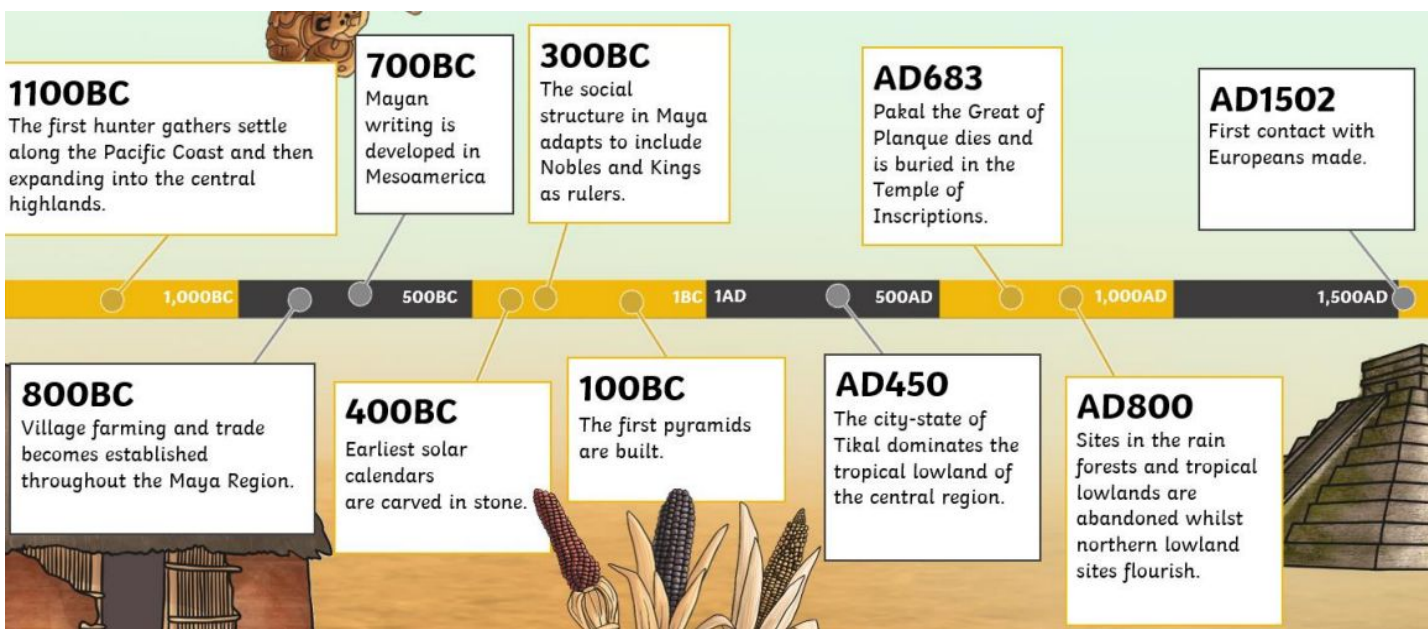 1100BC
The first hunter gathers settle
along the Pacific Coast and then
expanding into the central
highlands.
700BC
Mayan
writing is
developed in
Mesoamerica
300BC
The social
structure in Maya
adapts to include
Nobles and Kings
as rulers.
AD683
Pakal the Great of
Planque dies and
is buried in the
Temple of
Inscriptions.
AD1502
First contact with
Europeans made.
1,000BC
500BC
1BC
1AD
500AD
1,000AD
1,500AD
800BC
Village farming and trade
becomes established
throughout the Maya Region.
400BC
Earliest solar
calendars
are carved in stone.
100BC
The first pyramids
are built.
AD450
The city-state of
Tikal dominates the
tropical lowland of
the central region.
AD800
Sites in the rain
forests and tropical
lowlands are
abandoned whilst
northern lowland
sites flourish.